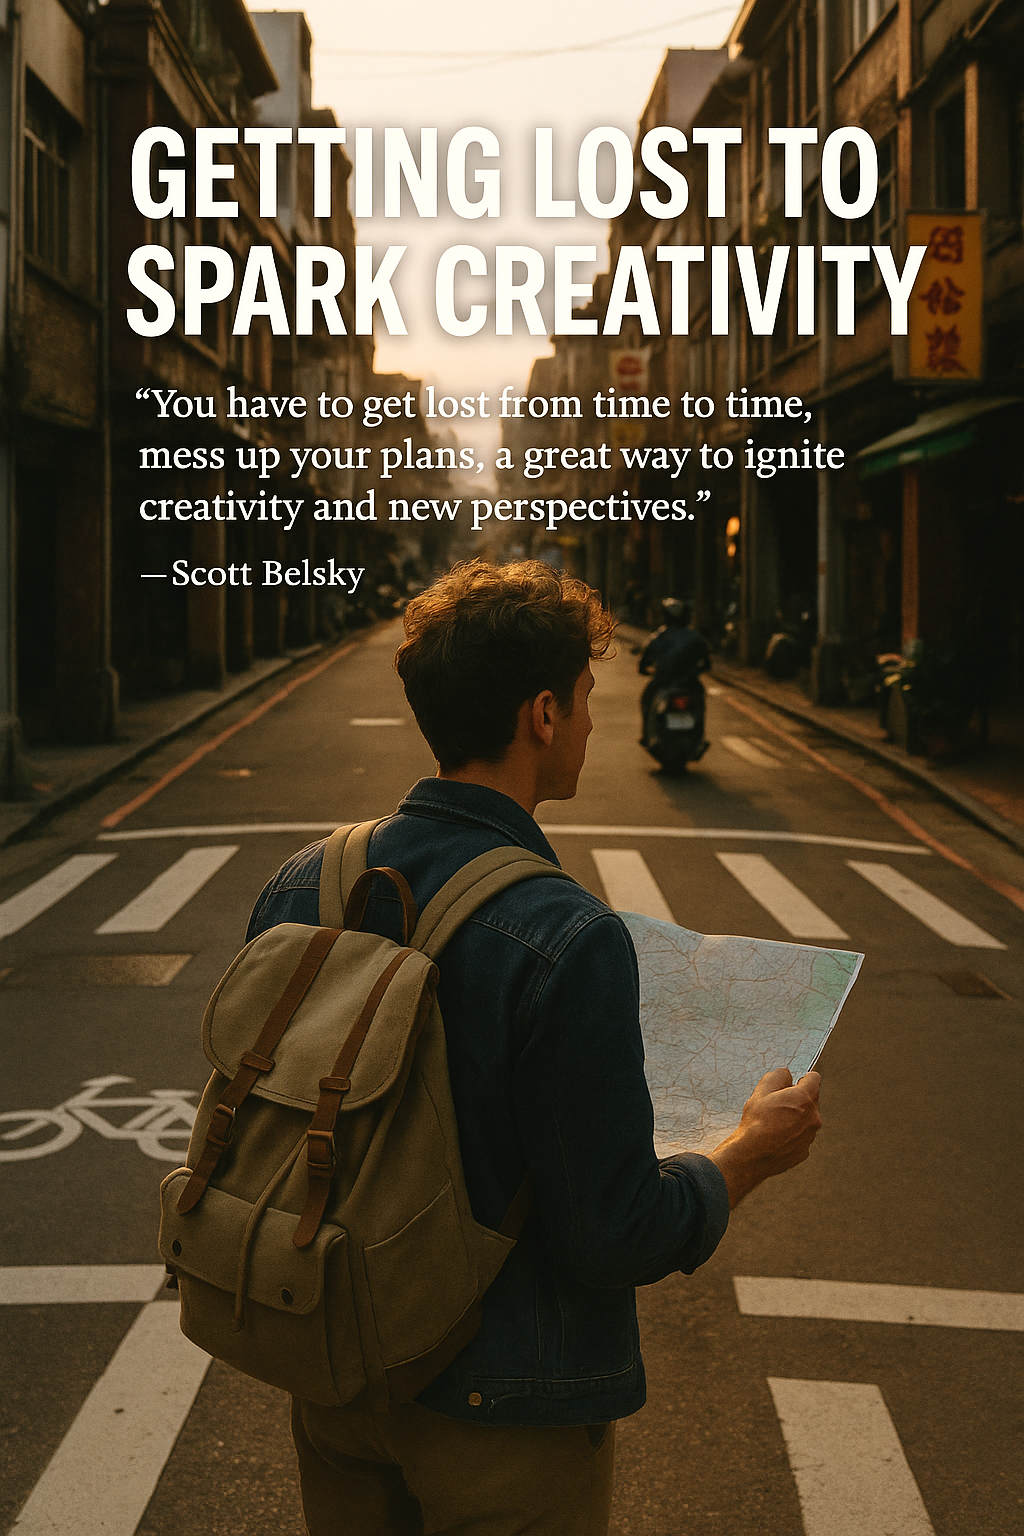 GETTING LOST TO
SPARK CREATIVITY
“You have to get lost from time to time,
mess up your plans, a great way to ignite
creativity and new perspectives.”
—Scott Belsky